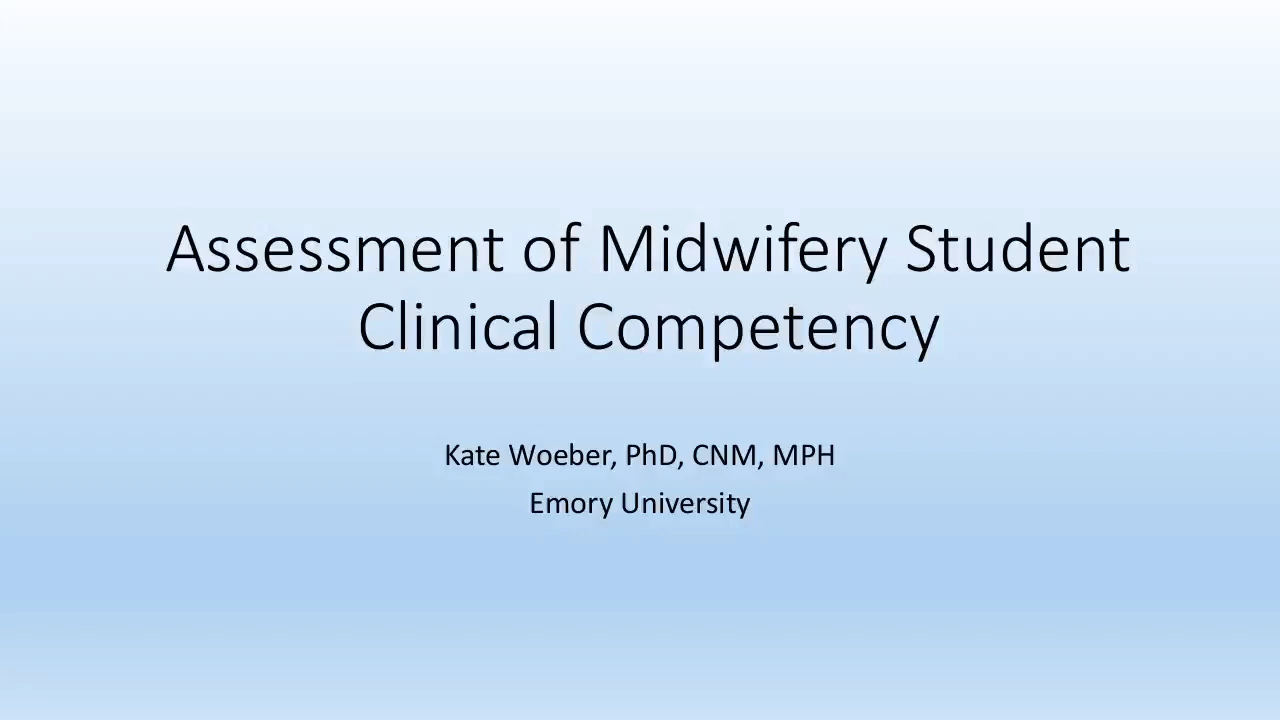 Assessment of Midwifery Student
Clinical Competency
Kate Woeber, PhD, CNM, MPH
Emory University